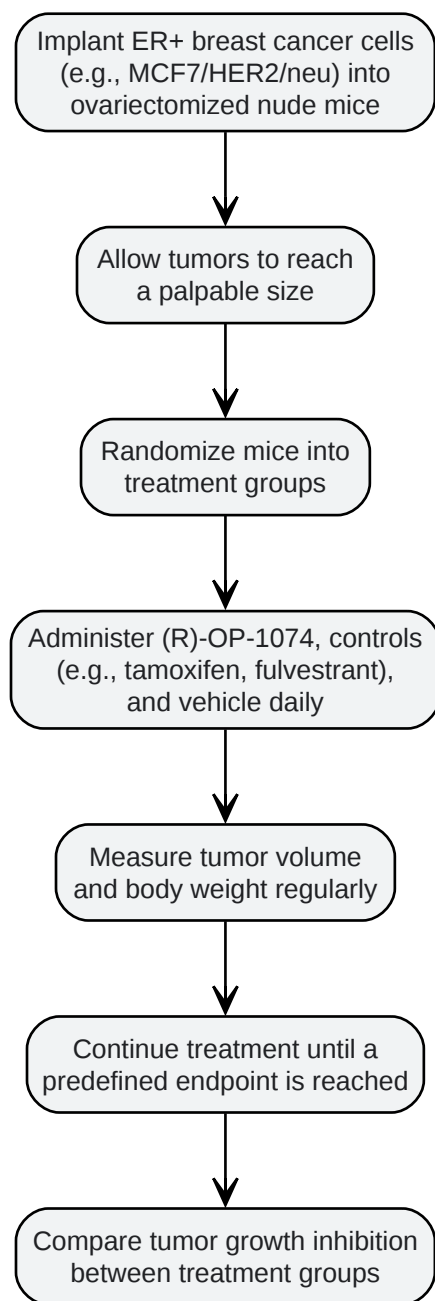 Implant ER+ breast cancer cells
(e.g., MCF7/HER2/neu) into
ovariectomized nude mice
Allow tumors to reach
a palpable size
Randomize mice into
treatment groups
Administer (R)-OP-1074, controls
(e.g., tamoxifen, fulvestrant),
and vehicle daily
Measure tumor volume
and body weight regularly
Continue treatment until a
predefined endpoint is reached
Compare tumor growth inhibition
between treatment groups